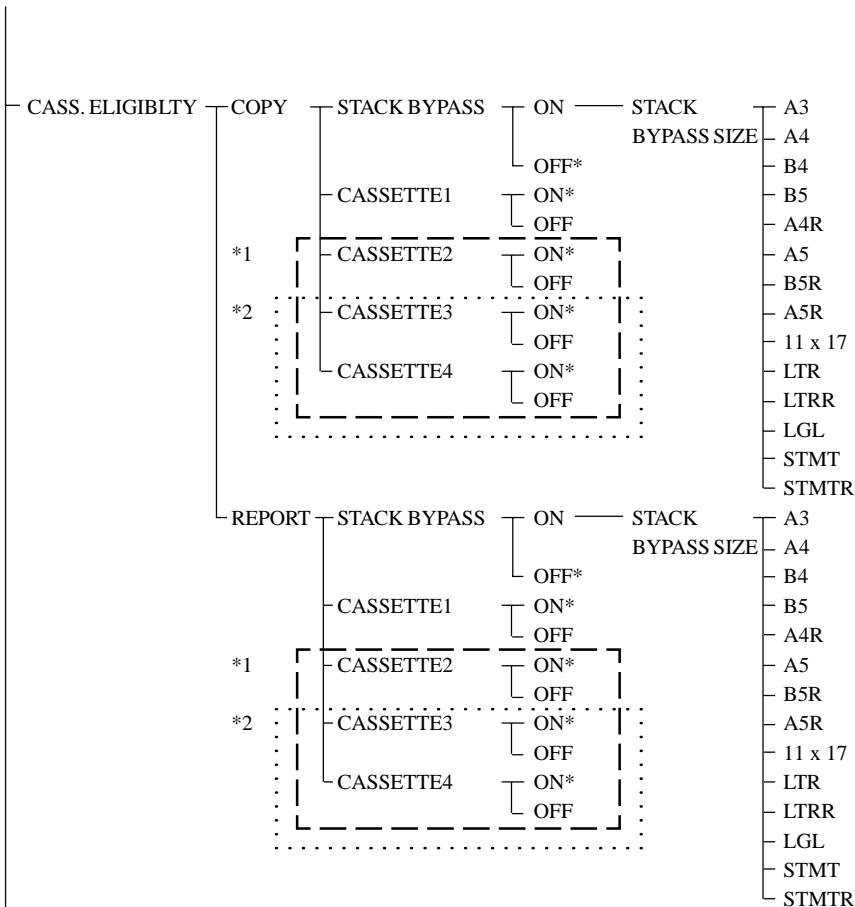 CASS. ELIGIBLTY COPY STACK BYPASS ON STACK A3
BYPASS SIZE A4
OFF* B4
CASSETTE1 ON* B5
OFF A4R
*1 CASSETTE2 ON* A5
OFF B5R
*2 CASSETTE3 ON* A5R
OFF 11 x 17
CASSETTE4 ON* LTR
OFF LTRR
LGL
STMT
STMTR
REPORT STACK BYPASS ON STACK A3
BYPASS SIZE A4
OFF* B4
CASSETTE1 ON* B5
OFF A4R
*1 CASSETTE2 ON* A5
OFF B5R
*2 CASSETTE3 ON* A5R
OFF 11 x 17
CASSETTE4 ON* LTR
OFF LTRR
LGL
STMT
STMTR